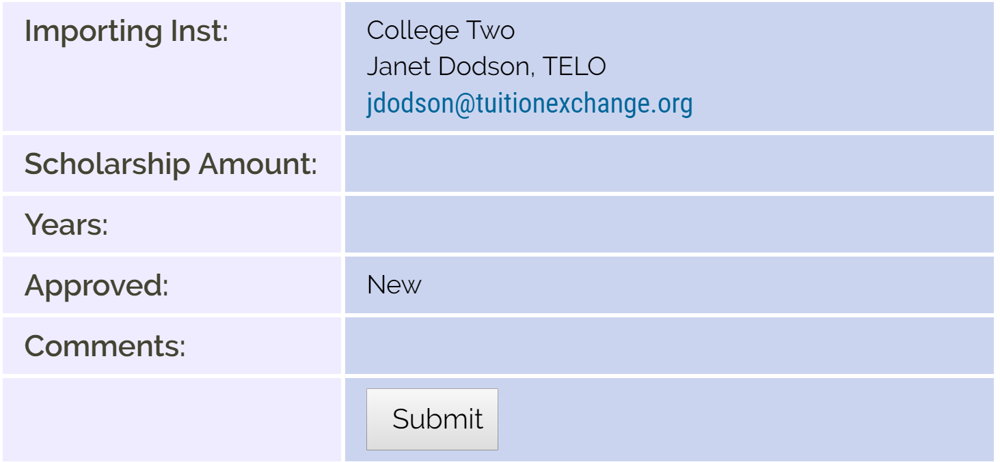 Importing Inst:
College Two
Janet Dodson, TELO
jdodson@tuitionexchange.org
Scholarship Amount:
Years:
Approved:
New
Comments:
Submit